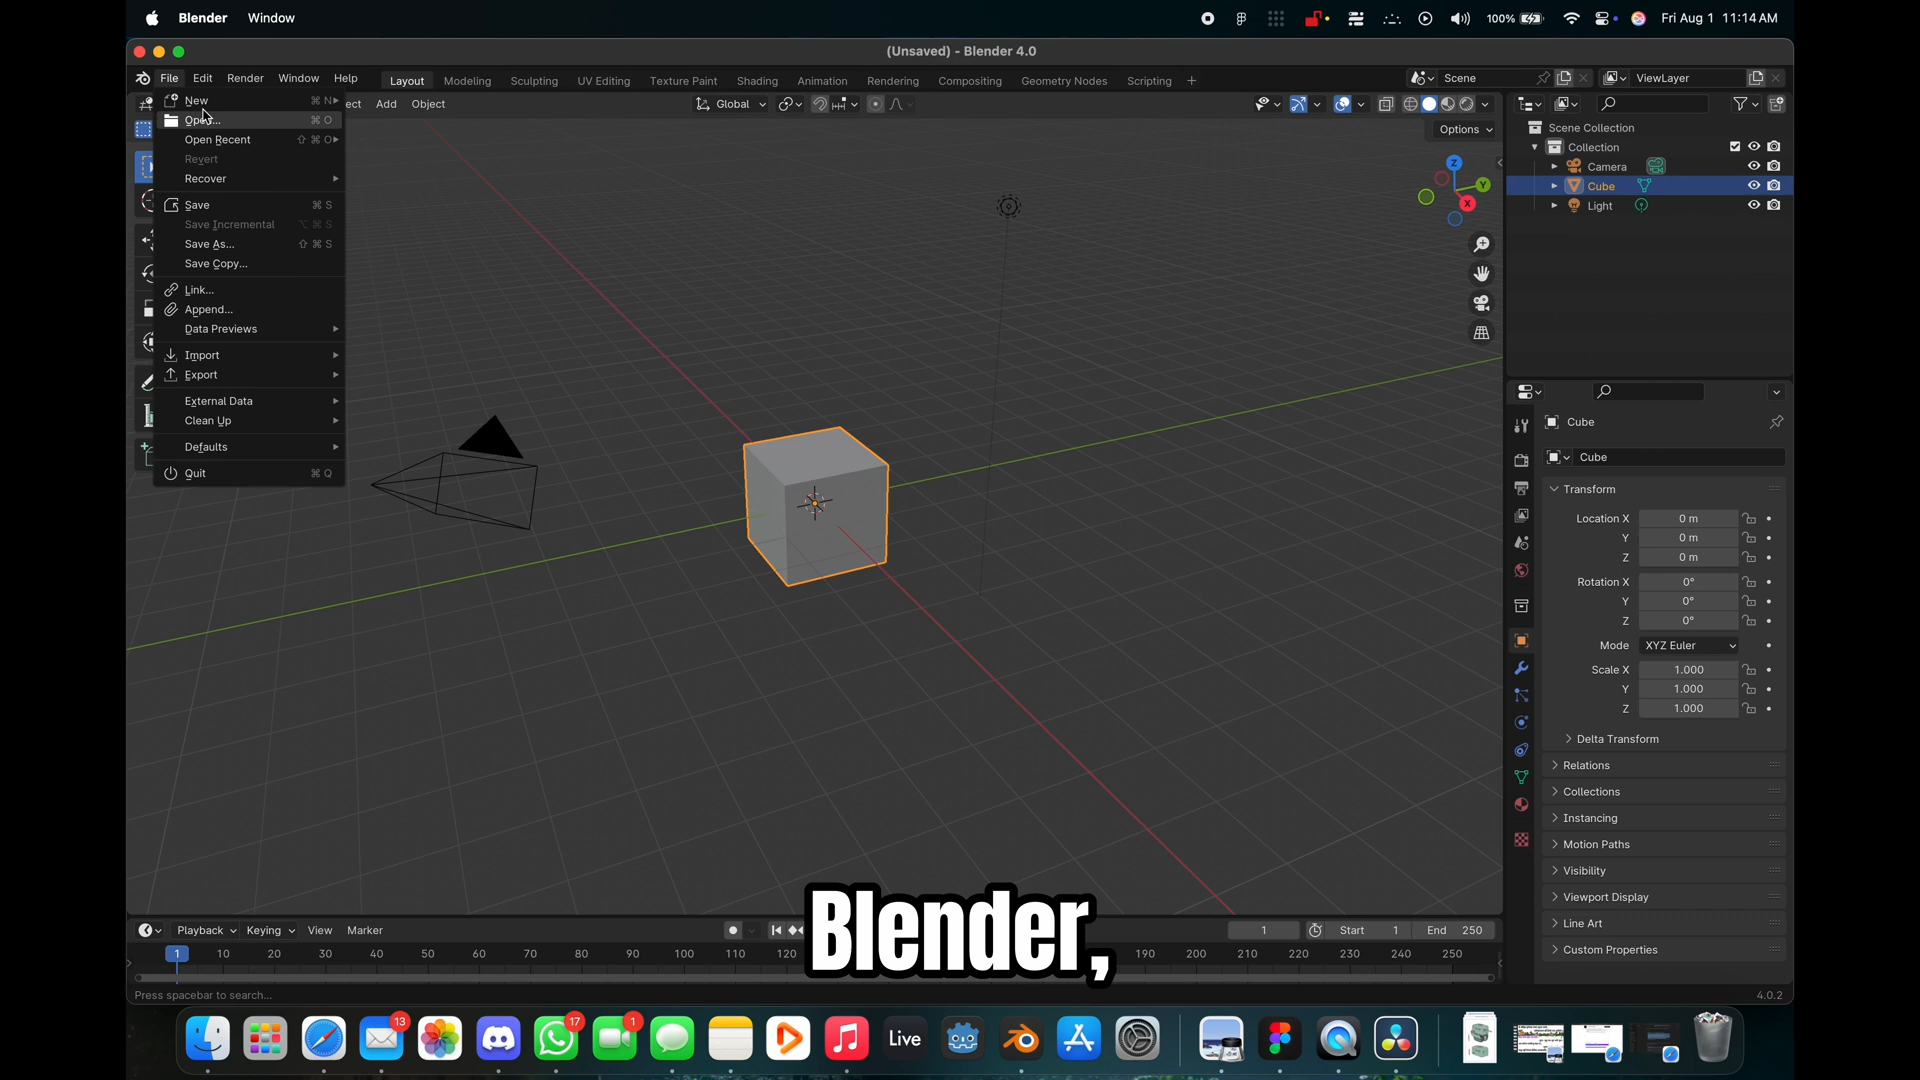 Blender Window
100% Fri Aug 1 11:14 AM
(Unsaved) - Blender 4.0
File Edit Render Window Help Layout Modeling Sculpting UV Editing Texture Paint Shading Animation Rendering Compositing Geometry Nodes Scripting + Scene ViewLayer
ect Add Object Global
Options
New ⌘ N
Open... ⌘ O
Open Recent ⇧ ⌘ O
Revert
Recover
Save ⌘ S
Save Incremental ⌥ ⌘ S
Save As... ⇧ ⌘ S
Save Copy...
Link...
Append...
Data Previews
Import
Export
External Data
Clean Up
Defaults
Quit ⌘ Q
Z
Y
X
Scene Collection
Collection
Camera
Cube
Light
Cube
Cube
Transform
Location X 0 m
Y 0 m
Z 0 m
Rotation X 0°
Y 0°
Z 0°
Mode XYZ Euler
Scale X 1.000
Y 1.000
Z 1.000
Delta Transform
Relations
Collections
Instancing
Motion Paths
Visibility
Viewport Display
Line Art
Custom Properties
Blender,
Playback Keying View Marker 1 Start 1 End 250
1 10 20 30 40 50 60 70 80 90 100 110 120 190 200 210 220 230 240 250
Press spacebar to search... 4.0.2
13 17 1
Live